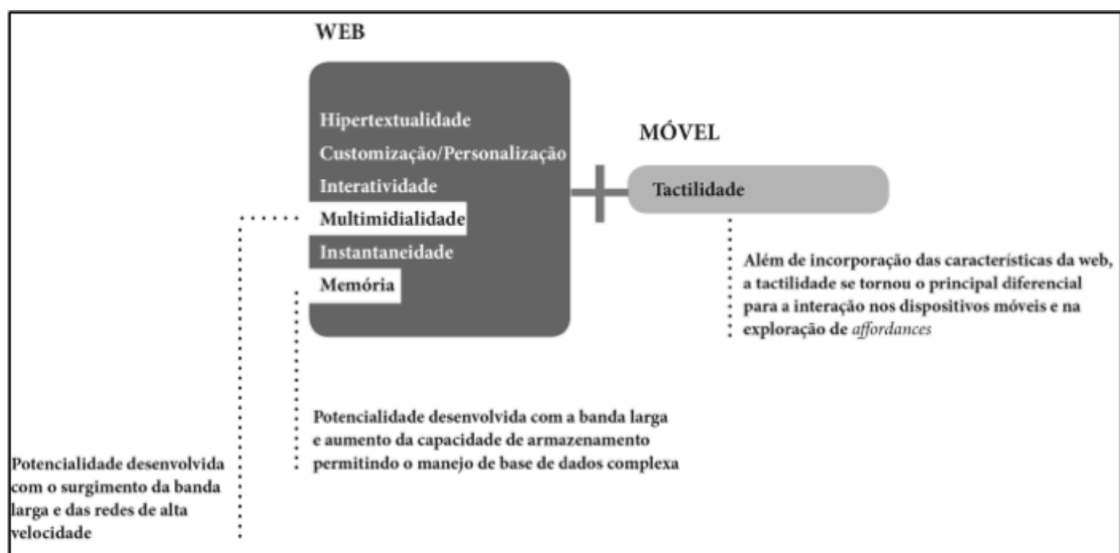 WEB
Hipertextualidade
Customização/Personalização
Interatividade
Multimidialidade
Instantaneidade
Memória
MÓVEL
Tactilidade
Além de incorporação das características da web,
a tactilidade se tornou o principal diferencial
para a interação nos dispositivos móveis e na
exploração de affordances
Potencialidade desenvolvida com a banda larga
e aumento da capacidade de armazenamento
permitindo o manejo de base de dados complexa
Potencialidade desenvolvida
com o surgimento da banda
larga e das redes de alta
velocidade